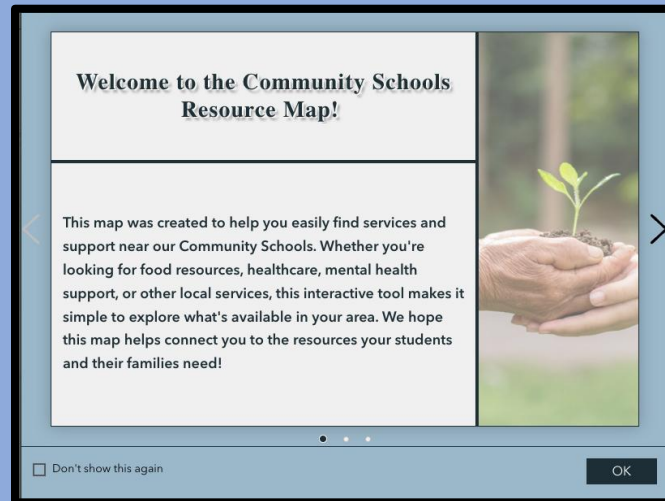 Welcome to the Community Schools
Resource Map!
This map was created to help you easily find services and
support near our Community Schools. Whether you're
looking for food resources, healthcare, mental health
support, or other local services, this interactive tool makes it
simple to explore what's available in your area. We hope
this map helps connect you to the resources your students
and their families need!
Don't show this again
OK